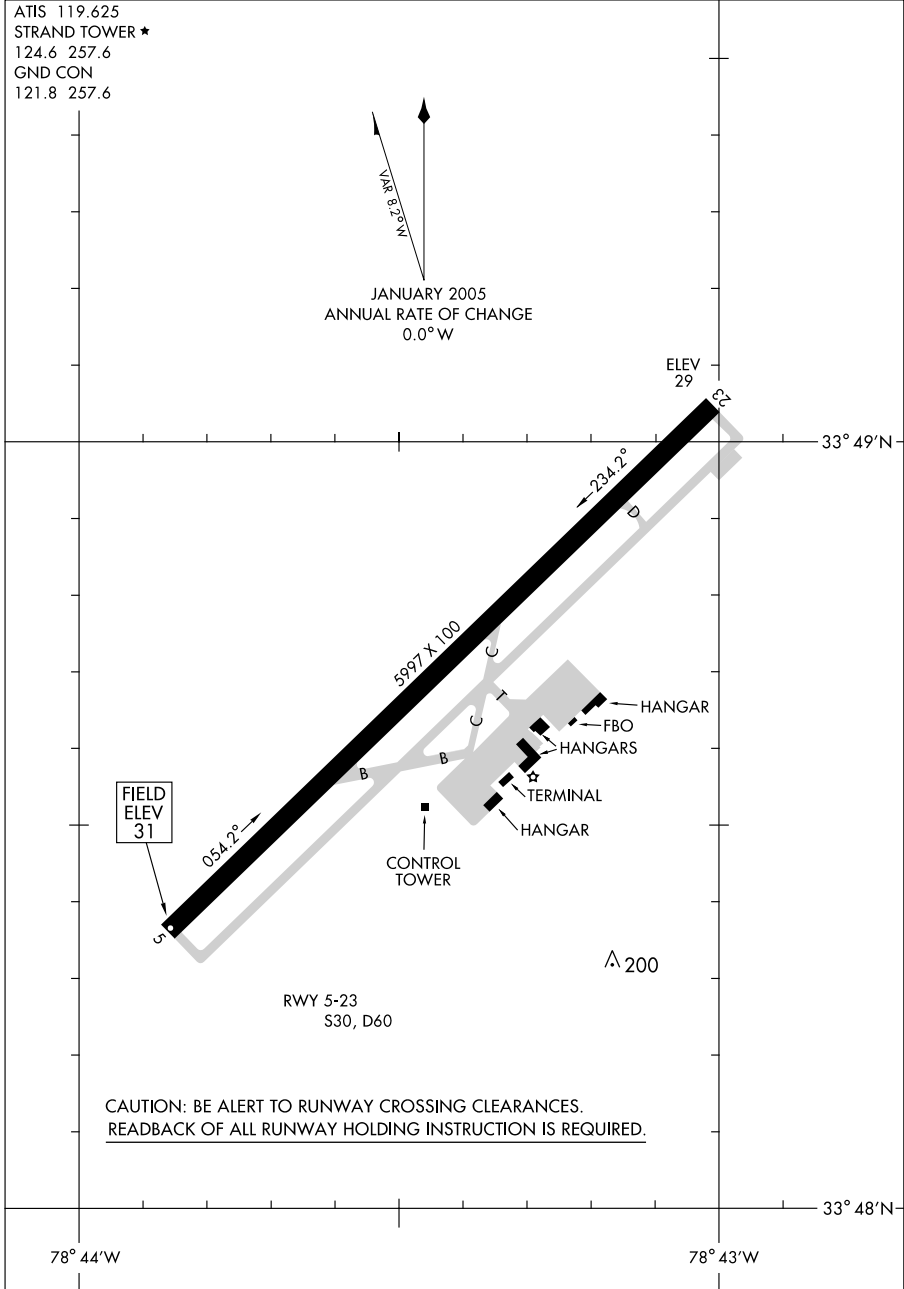 ATIS 119.625
STRAND TOWER ★
124.6 257.6
GND CON
121.8 257.6
VAR 8.2° W
JANUARY 2005
ANNUAL RATE OF CHANGE
0.0° W
ELEV
29
23
33° 49'N
234.2°
D
5997 X 100
C
T
C
HANGAR
FBO
HANGARS
B
B
TERMINAL
HANGAR
FIELD
ELEV
31
054.2°
CONTROL
TOWER
5
200
RWY 5-23
S30, D60
CAUTION: BE ALERT TO RUNWAY CROSSING CLEARANCES.
READBACK OF ALL RUNWAY HOLDING INSTRUCTION IS REQUIRED.
33° 48'N
78° 44'W
78° 43'W